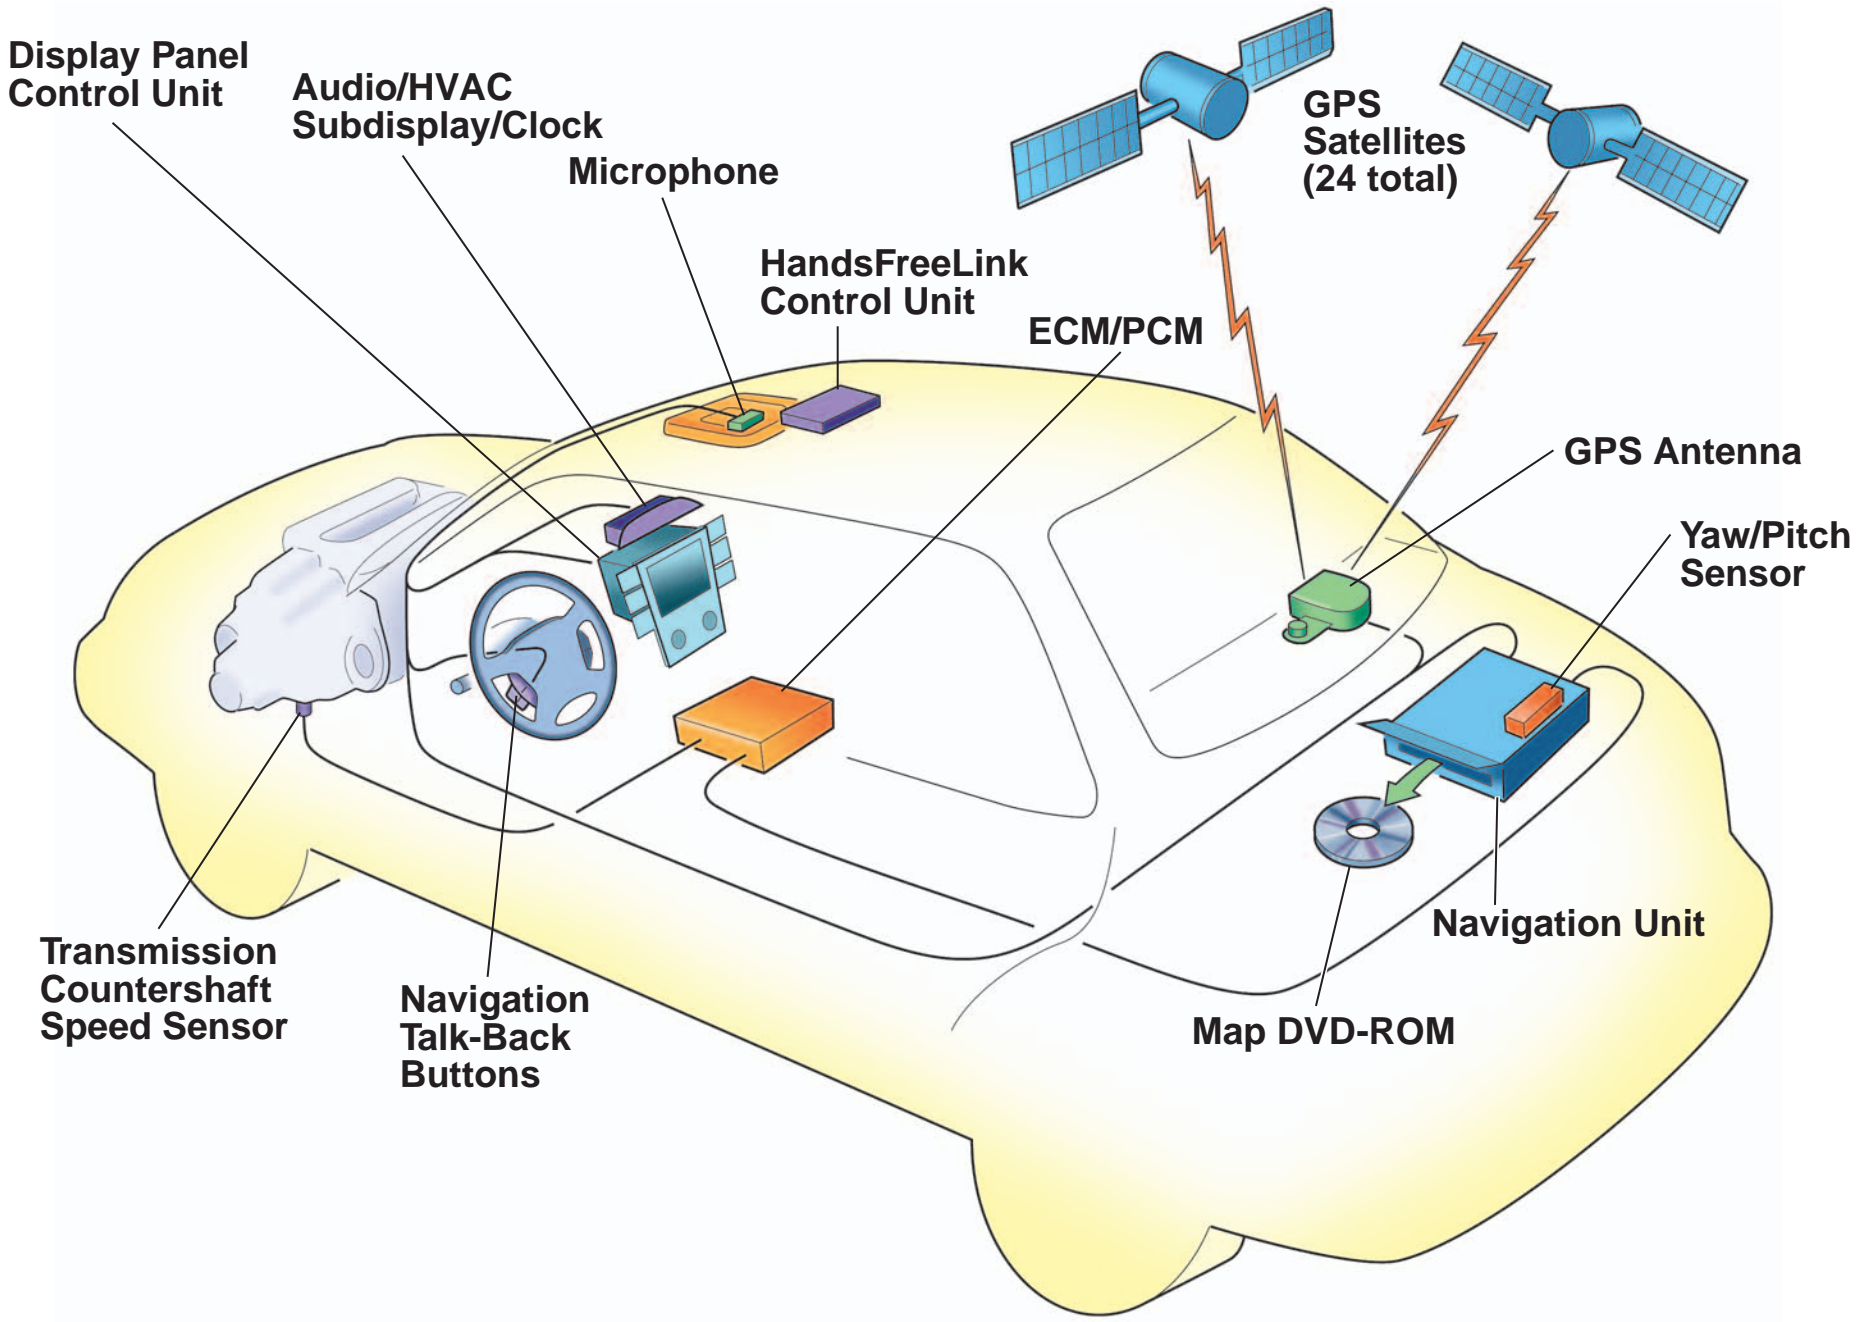 Display Panel
Control Unit
Audio/HVAC
Subdisplay/Clock
Microphone
HandsFreeLink
Control Unit
ECM/PCM
GPS
Satellites
(24 total)
GPS Antenna
Yaw/Pitch
Sensor
Navigation Unit
Map DVD-ROM
Navigation
Talk-Back
Buttons
Transmission
Countershaft
Speed Sensor